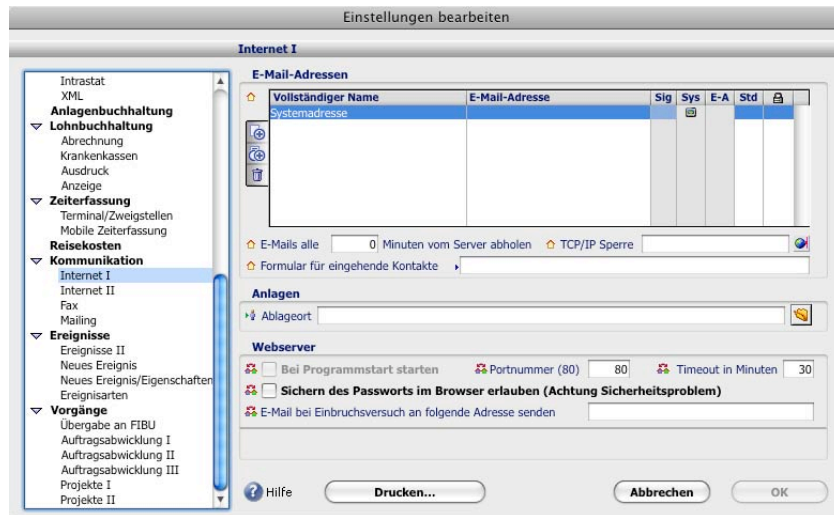 Einstellungen bearbeiten
Internet I
Intrastat
XML
Anlagenbuchhaltung
Lohnbuchhaltung
Abrechnung
Krankenkassen
Ausdruck
Anzeige
Zeiterfassung
Terminal/Zweigstellen
Mobile Zeiterfassung
Reisekosten
Kommunikation
Internet I
Internet II
Fax
Mailing
Ereignisse
Ereignisse II
Neues Ereignis
Neues Ereignis/Eigenschaften
Ereignisarten
Vorgänge
Übergabe an FIBU
Auftragsabwicklung I
Auftragsabwicklung II
Auftragsabwicklung III
Projekte I
Projekte II
E-Mail-Adressen
Vollständiger Name E-Mail-Adresse Sig Sys E-A Std
Systemadresse
E-Mails alle 0 Minuten vom Server abholen TCP/IP Sperre
Formular für eingehende Kontakte
Anlagen
Ablageort
Webserver
Bei Programmstart starten Portnummer (80) 80 Timeout in Minuten 30
Sichern des Passworts im Browser erlauben (Achtung Sicherheitsproblem)
E-Mail bei Einbruchsversuch an folgende Adresse senden
Hilfe Drucken... Abbrechen OK